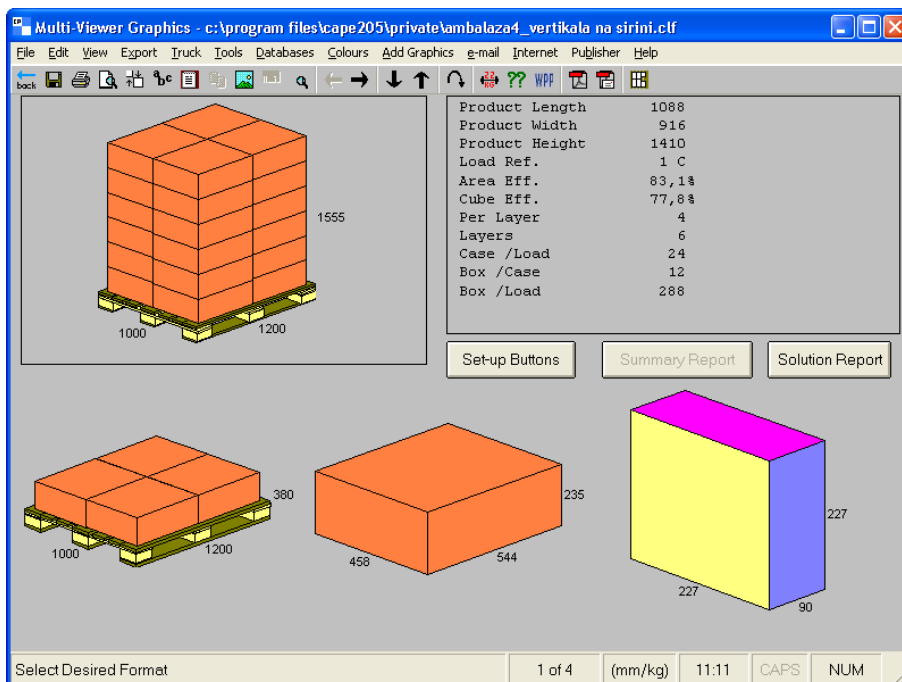 Multi-Viewer Graphics - c:\program files\cape205\private\ambalaza4_vertikala na sirini.clf
File Edit View Export Truck Tools Databases Colours Add Graphics e-mail Internet Publisher Help
back
??
WPP
1555
1000
1200
Product Length 1088
Product Width 916
Product Height 1410
Load Ref. 1 C
Area Eff. 83,1%
Cube Eff. 77,8%
Per Layer 4
Layers 6
Case /Load 24
Box /Case 12
Box /Load 288
Set-up Buttons
Summary Report
Solution Report
380
1000
1200
235
458
544
227
227
90
Select Desired Format
1 of 4
(mm/kg)
11:11
CAPS
NUM